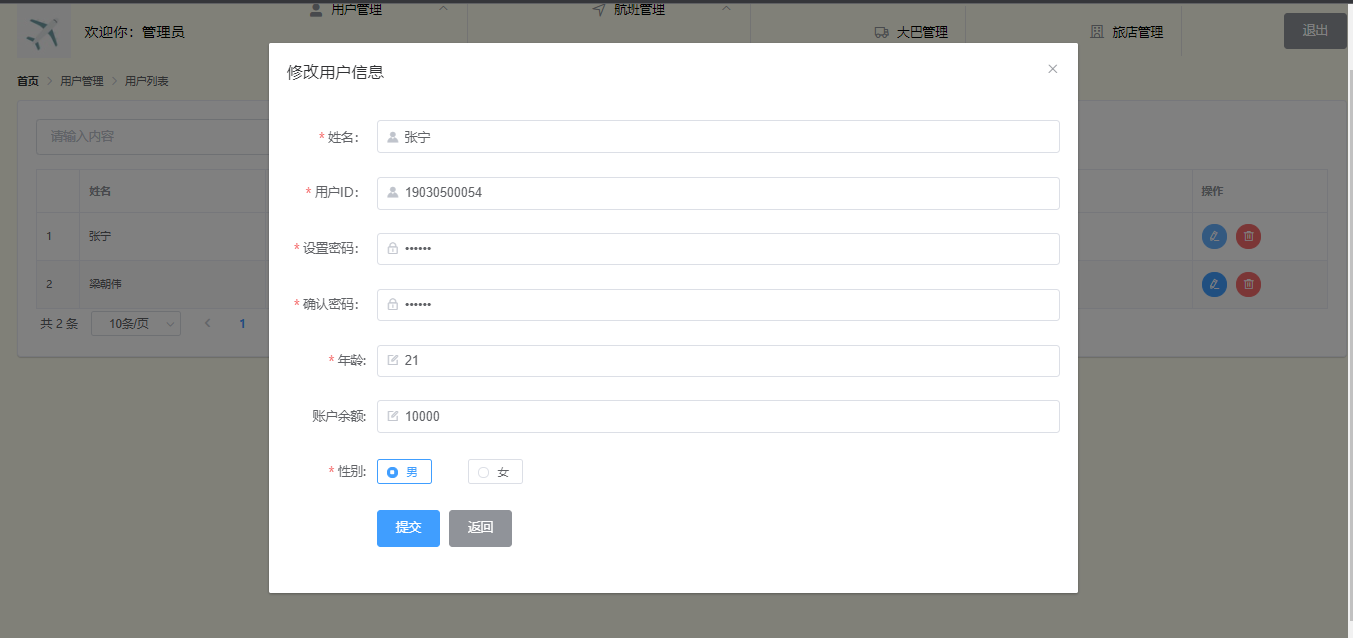 用户管理
航班管理
欢迎你：管理员
大巴管理
旅店管理
退出
首页 > 用户管理 > 用户列表
请输入内容
姓名
操作
1 张宁
2 梁朝伟
共 2 条 10条/页 < 1
修改用户信息
* 姓名： 张宁
* 用户ID： 19030500054
* 设置密码： ••••••
* 确认密码： ••••••
* 年龄: 21
账户余额: 10000
* 性别: 男 女
提交 返回